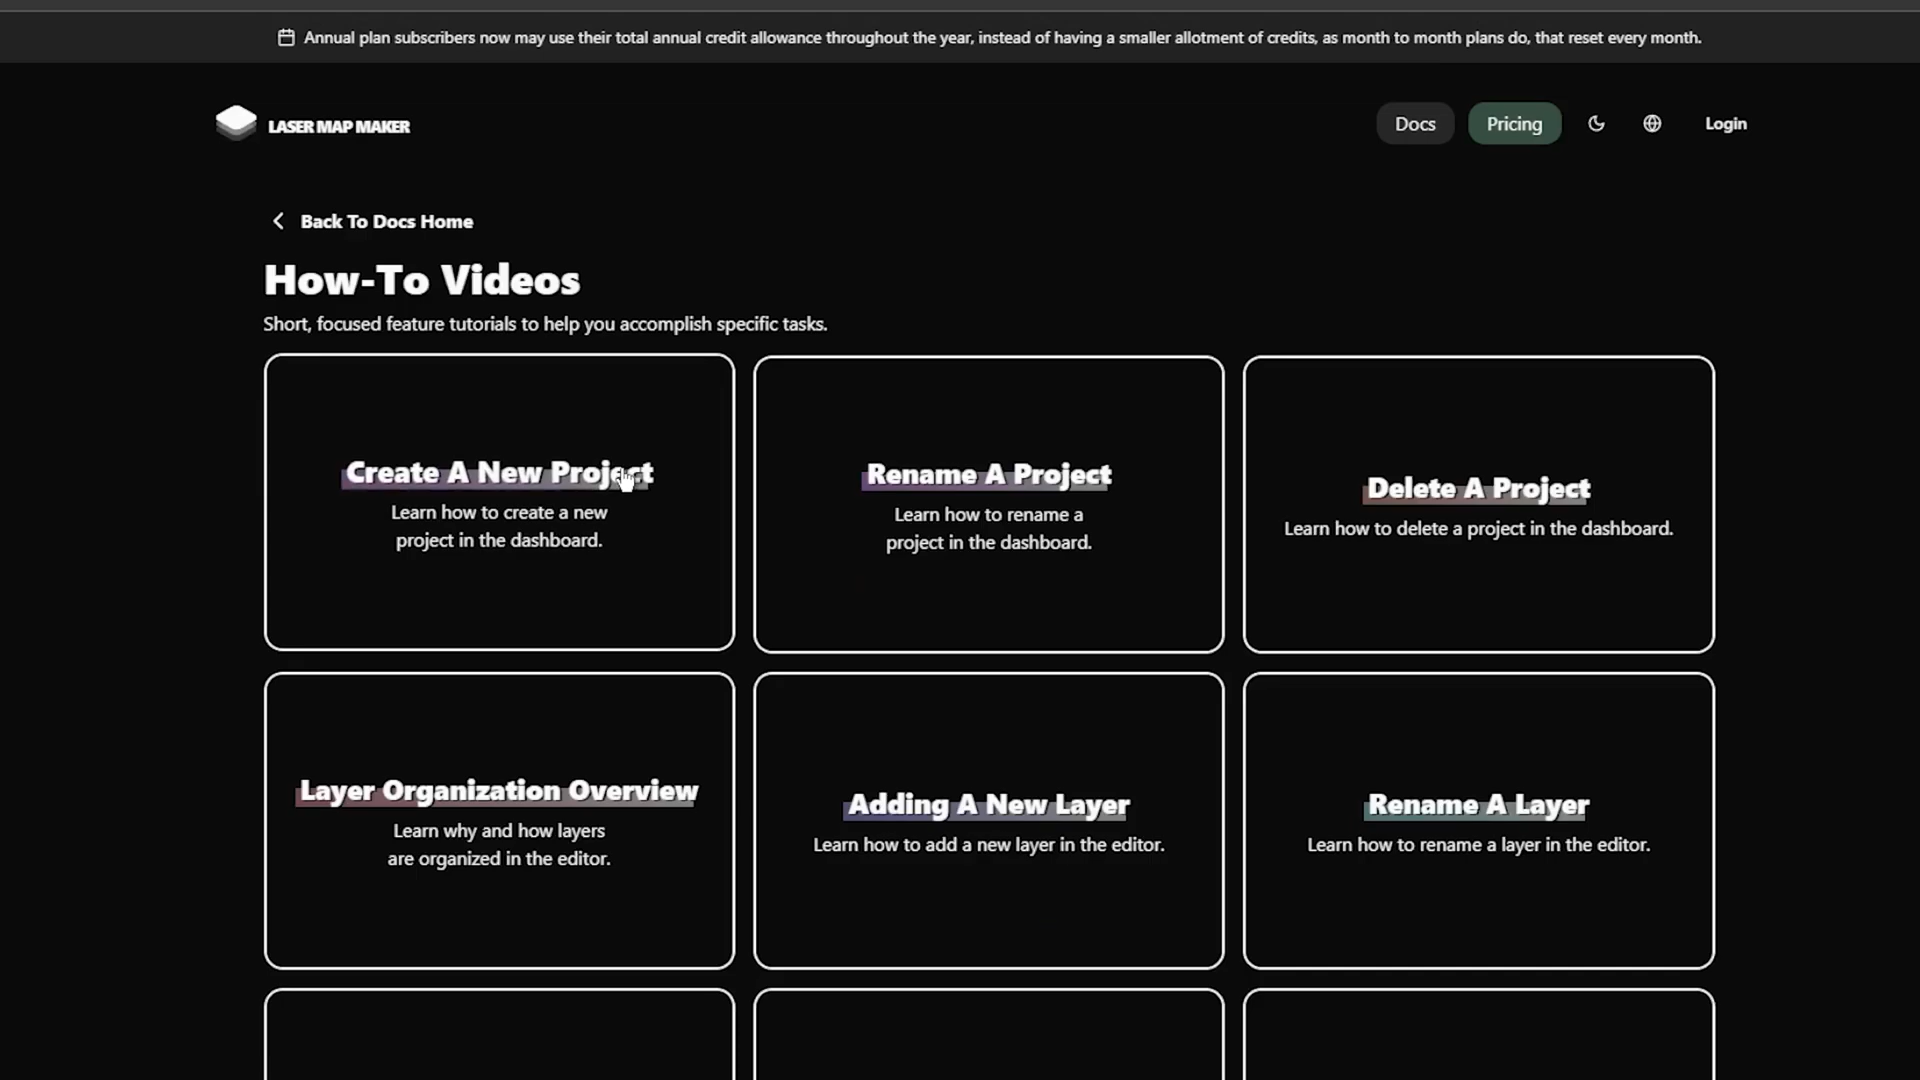 Annual plan subscribers now may use their total annual credit allowance throughout the year, instead of having a smaller allotment of credits, as month to month plans do, that reset every month.
LASER MAP MAKER
Docs
Pricing
Login
Back To Docs Home
How-To Videos
Short, focused feature tutorials to help you accomplish specific tasks.
Create A New Project
Learn how to create a new
project in the dashboard.
Rename A Project
Learn how to rename a
project in the dashboard.
Delete A Project
Learn how to delete a project in the dashboard.
Layer Organization Overview
Learn why and how layers
are organized in the editor.
Adding A New Layer
Learn how to add a new layer in the editor.
Rename A Layer
Learn how to rename a layer in the editor.